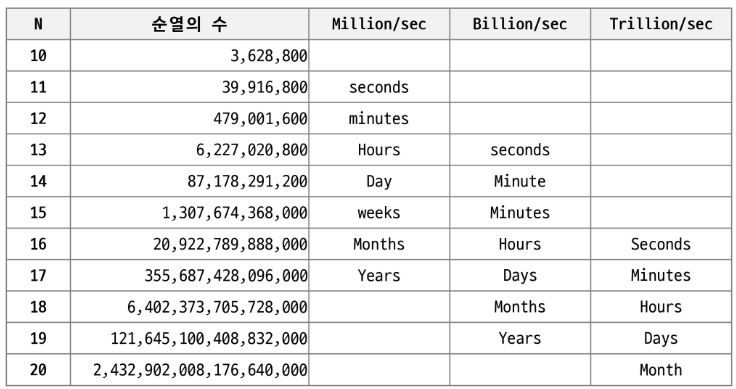 N 순열의 수 Million/sec Billion/sec Trillion/sec
10 3,628,800
11 39,916,800 seconds
12 479,001,600 minutes
13 6,227,020,800 Hours seconds
14 87,178,291,200 Day Minute
15 1,307,674,368,000 weeks Minutes
16 20,922,789,888,000 Months Hours Seconds
17 355,687,428,096,000 Years Days Minutes
18 6,402,373,705,728,000 Months Hours
19 121,645,100,408,832,000 Years Days
20 2,432,902,008,176,640,000 Month